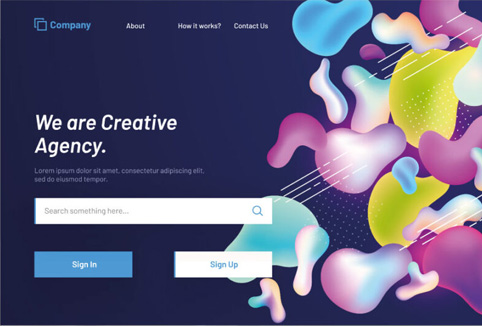 Company
About
How it works?
Contact Us
We are Creative
Agency.
Lorem ipsum dolor sit amet, consectetur adipiscing elit,
sed do eiusmod tempor.
Search something here...
Sign In
Sign Up